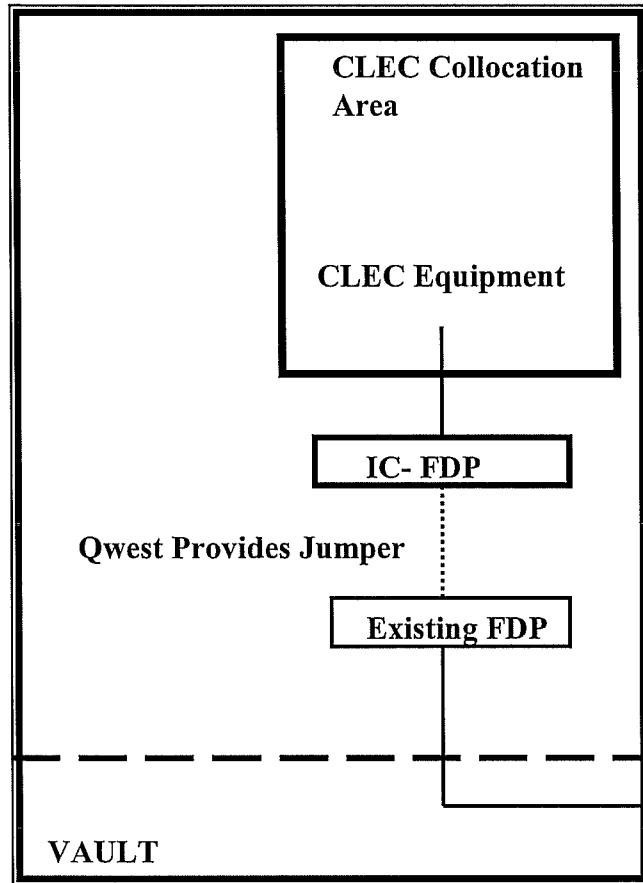 CLEC Collocation
Area
CLEC Equipment
IC- FDP
Qwest Provides Jumper
Existing FDP
VAULT